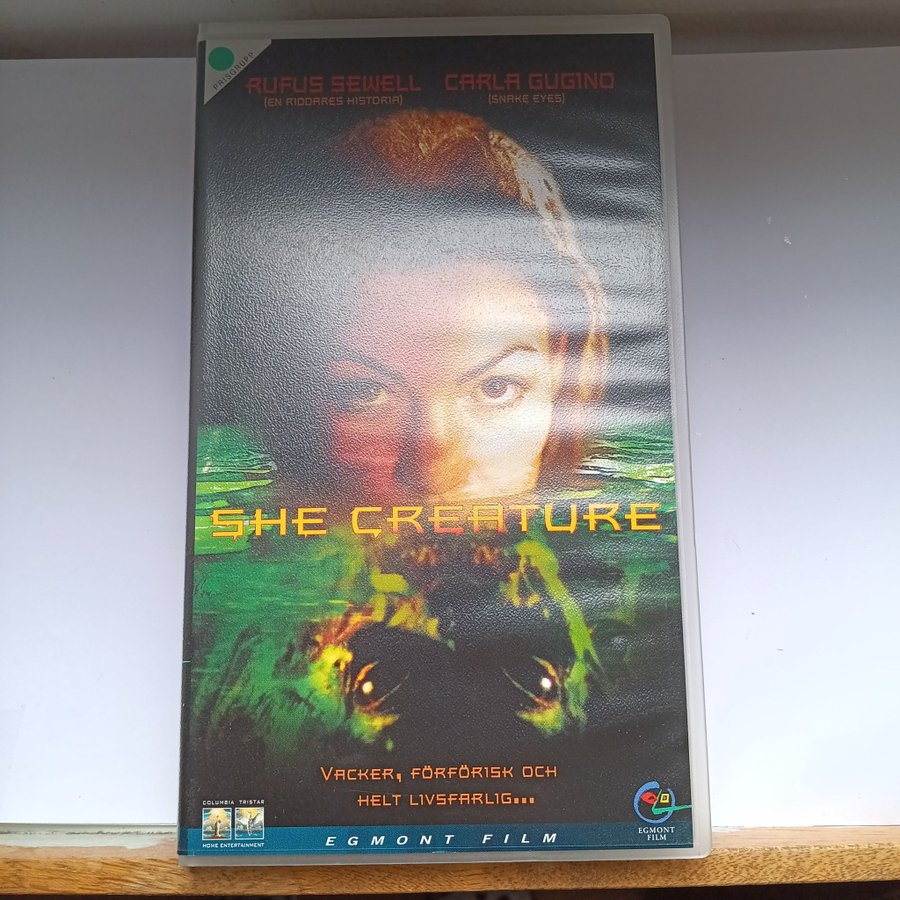 PRISGRUPP
RUFUS SEWELL CARLA GUGINO
(EN RIDDARES HISTORIA) (SNAKE EYES)
SHE CREATURE
VACKER, FÖRFÖRISK OCH
HELT LIVSFARLIG...
COLUMBIA TRISTAR
HOME ENTERTAINMENT
EGMONT FILM
EGMONT
FILM